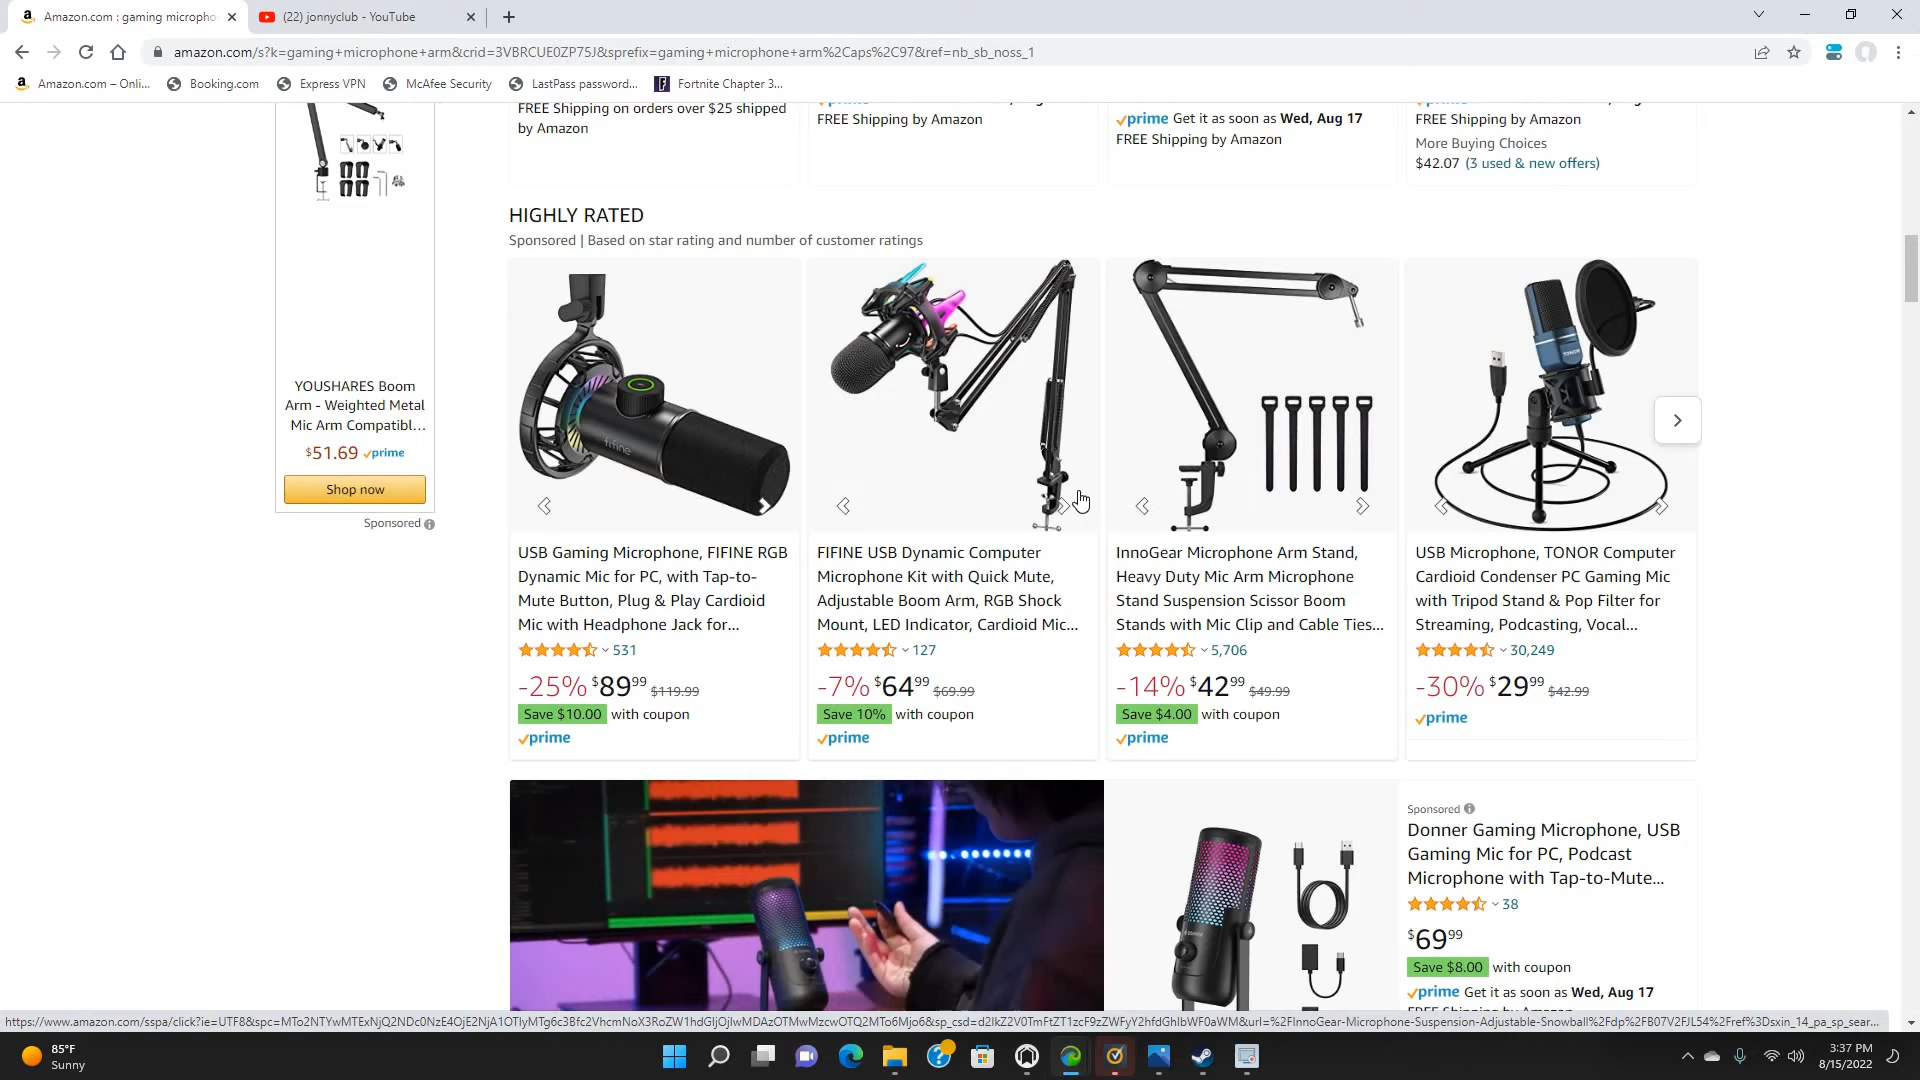 Amazon.com : gaming micropho
(22) jonnyclub - YouTube
amazon.com/s?k=gaming+microphone+arm&crid=3VBRCUE0ZP75J&sprefix=gaming+microphone+arm%2Caps%2C97&ref=nb_sb_noss_1
Amazon.com – Onli...
Booking.com
Express VPN
McAfee Security
LastPass password...
Fortnite Chapter 3...
FREE Shipping on orders over $25 shipped
by Amazon
FREE Shipping by Amazon
prime Get it as soon as Wed, Aug 17
FREE Shipping by Amazon
FREE Shipping by Amazon
More Buying Choices
$42.07 (3 used & new offers)
YOUSHARES Boom
Arm - Weighted Metal
Mic Arm Compatibl...
$51.69 prime
Shop now
Sponsored
HIGHLY RATED
Sponsored | Based on star rating and number of customer ratings
fifine
TONOR
USB Gaming Microphone, FIFINE RGB
Dynamic Mic for PC, with Tap-to-
Mute Button, Plug & Play Cardioid
Mic with Headphone Jack for...
531
-25% $89.99 $119.99
Save $10.00 with coupon
prime
FIFINE USB Dynamic Computer
Microphone Kit with Quick Mute,
Adjustable Boom Arm, RGB Shock
Mount, LED Indicator, Cardioid Mic...
127
-7% $64.99 $69.99
Save 10% with coupon
prime
InnoGear Microphone Arm Stand,
Heavy Duty Mic Arm Microphone
Stand Suspension Scissor Boom
Stands with Mic Clip and Cable Ties...
5,706
-14% $42.99 $49.99
Save $4.00 with coupon
prime
USB Microphone, TONOR Computer
Cardioid Condenser PC Gaming Mic
with Tripod Stand & Pop Filter for
Streaming, Podcasting, Vocal...
30,249
-30% $29.99 $42.99
prime
Sponsored
Donner Gaming Microphone, USB
Gaming Mic for PC, Podcast
Microphone with Tap-to-Mute...
38
$69.99
Save $8.00 with coupon
prime Get it as soon as Wed, Aug 17
85°F
Sunny
3:37 PM
8/15/2022